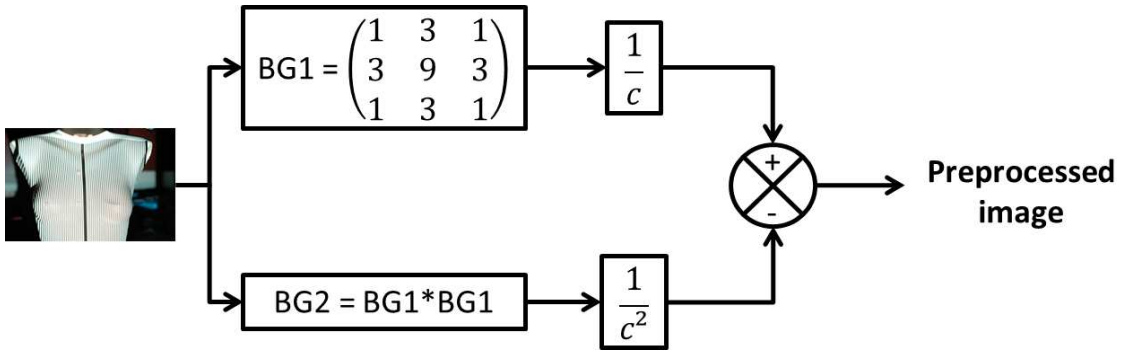 BG1 = (1 3 1
3 9 3
1 3 1)
1
c
+
-
Preprocessed
image
BG2 = BG1*BG1
1
c²